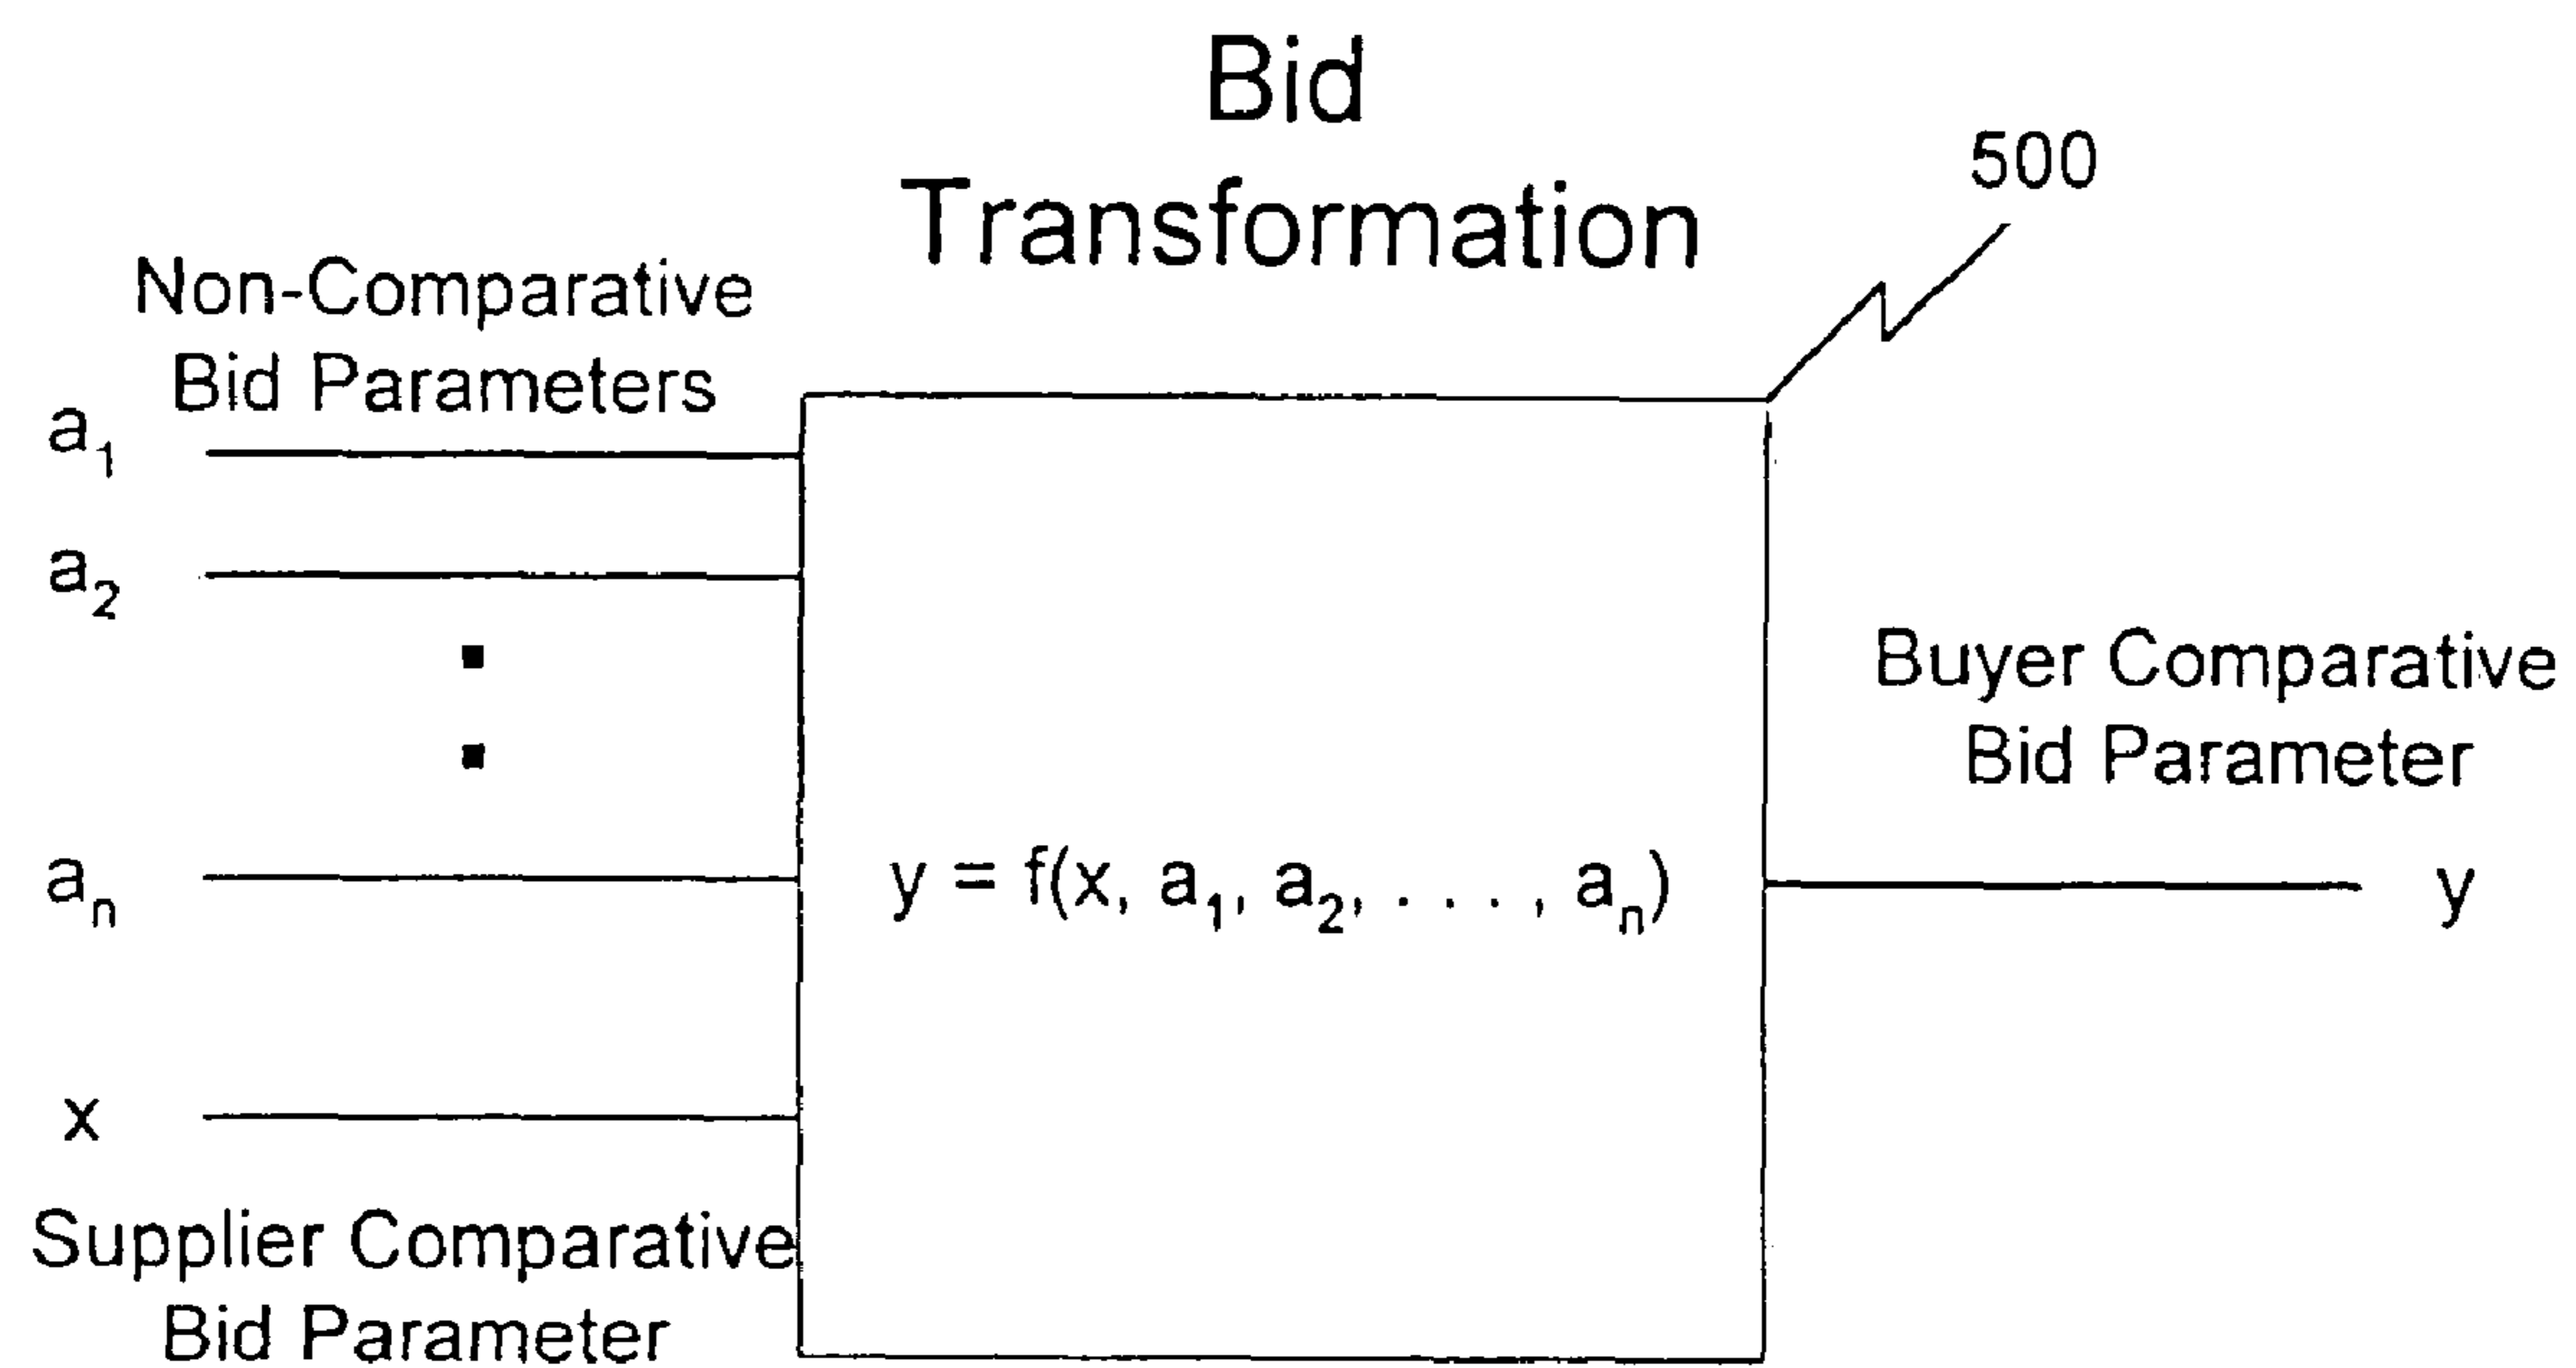 Bid
Transformation
500
Non-Comparative
Bid Parameters
a₁
a₂
aₙ
x
Supplier Comparative
Bid Parameter
y = f(x, a₁, a₂, . . . , aₙ)
Buyer Comparative
Bid Parameter
y